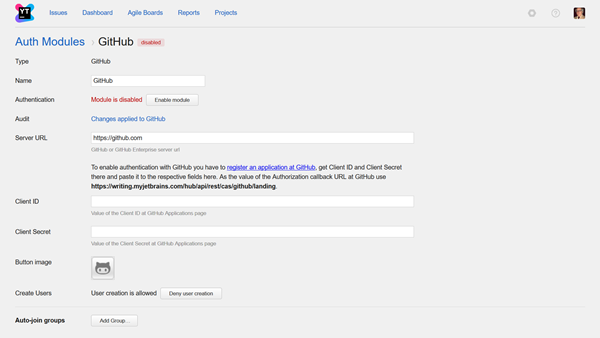 YT
Issues Dashboard Agile Boards Reports Projects
Auth Modules › GitHub disabled
Type GitHub
Name GitHub
Authentication Module is disabled Enable module
Audit Changes applied to GitHub
Server URL https://github.com
GitHub or GitHub Enterprise server url
To enable authentication with GitHub you have to register an application at GitHub, get Client ID and Client Secret
there and paste it to the respective fields here. As the value of the Authorization callback URL at GitHub use
https://writing.myjetbrains.com/hub/api/rest/cas/github/landing.
Client ID
Value of the Client ID at GitHub Applications page
Client Secret
Value of the Client Secret at GitHub Applications page
Button image
Create Users User creation is allowed Deny user creation
Auto-join groups Add Group...